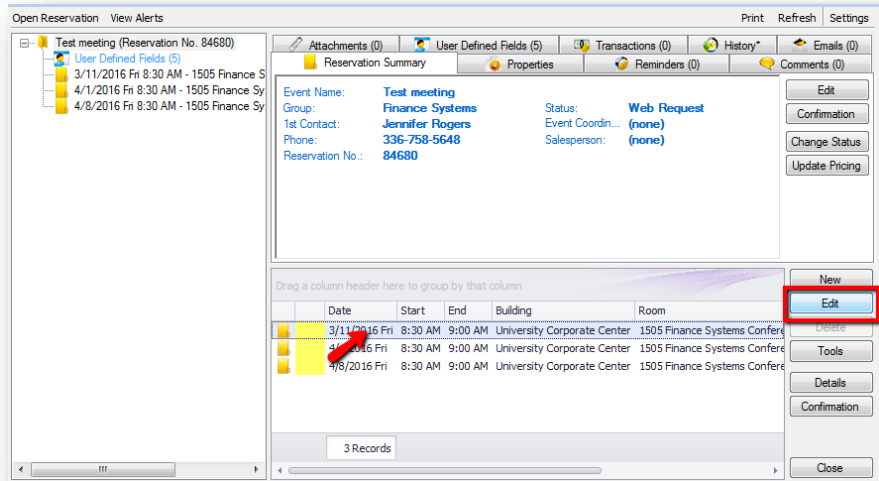 Open Reservation View Alerts Print Refresh Settings
Test meeting (Reservation No. 84680)
User Defined Fields (5)
3/11/2016 Fri 8:30 AM - 1505 Finance S
4/1/2016 Fri 8:30 AM - 1505 Finance Sy
4/8/2016 Fri 8:30 AM - 1505 Finance Sy
Attachments (0) User Defined Fields (5) Transactions (0) History* Emails (0)
Reservation Summary Properties Reminders (0) Comments (0)
Event Name: Test meeting
Group: Finance Systems Status: Web Request
1st Contact: Jennifer Rogers Event Coordin... (none)
Phone: 336-758-5648 Salesperson: (none)
Reservation No.: 84680
Edit
Confirmation
Change Status
Update Pricing
Drag a column header here to group by that column
Date Start End Building Room
3/11/2016 Fri 8:30 AM 9:00 AM University Corporate Center 1505 Finance Systems Confere
Fri 8:30 AM 9:00 AM University Corporate Center 1505 Finance Systems Confere
4/8/2016 Fri 8:30 AM 9:00 AM University Corporate Center 1505 Finance Systems Confere
3 Records
New
Edit
Delete
Tools
Details
Confirmation
Close